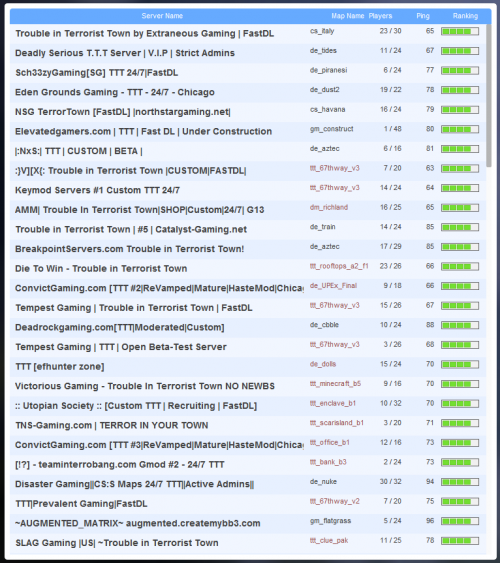 Server Name Map Name Players Ping Ranking
Trouble in Terrorist Town by Extraneous Gaming | FastDL cs_italy 23 / 30 65
Deadly Serious T.T.T Server | V.I.P | Strict Admins de_tides 11 / 24 67
Sch33zyGaming[SG] TTT 24/7|FastDL de_piranesi 6 / 24 77
Eden Grounds Gaming - TTT - 24/7 - Chicago de_dust2 19 / 22 78
NSG TerrorTown [FastDL] |northstargaming.net| cs_havana 16 / 24 79
Elevatedgamers.com | TTT | Fast DL | Under Construction gm_construct 1 / 48 80
|:NxS:| TTT | CUSTOM | BETA | de_aztec 6 / 16 81
:)V][X(: Trouble in Terrorist Town |CUSTOM|FASTDL| ttt_67thway_v3 7 / 20 63
Keymod Servers #1 Custom TTT 24/7 ttt_67thway_v3 14 / 24 64
AMM| Trouble In Terrorist Town|SHOP|Custom|24/7| G13 dm_richland 16 / 25 65
Trouble in Terrorist Town | #5 | Catalyst-Gaming.net de_train 14 / 24 85
BreakpointServers.com Trouble in Terrorist Town! de_aztec 17 / 29 85
Die To Win - Trouble in Terrorist Town ttt_rooftops_a2_f1 23 / 26 66
ConvictGaming.com [TTT #2|ReVamped|Mature|HasteMod|Chicag de_UPEx_Final 9 / 18 66
Tempest Gaming | Trouble in Terrorist Town | FastDL ttt_67thway_v3 15 / 26 67
Deadrockgaming.com[TTT|Moderated|Custom] de_cbble 10 / 24 88
Tempest Gaming | TTT | Open Beta-Test Server ttt_67thway_v3 3 / 26 68
TTT [efhunter zone] de_dolls 15 / 24 70
Victorious Gaming - Trouble In Terrorist Town NO NEWBS ttt_minecraft_b5 9 / 16 70
:: Utopian Society :: [Custom TTT | Recruiting | FastDL] ttt_enclave_b1 10 / 32 70
TNS-Gaming.com | TERROR IN YOUR TOWN ttt_scarisland_b1 3 / 20 71
ConvictGaming.com [TTT #3|ReVamped|Mature|HasteMod|Chicag ttt_office_b1 12 / 16 73
[!?] - teaminterrobang.com Gmod #2 - 24/7 TTT ttt_bank_b3 2 / 24 73
Disaster Gaming||CS:S Maps 24/7 TTT||Active Admins|| de_nuke 30 / 32 94
TTT|Prevalent Gaming|FastDL ttt_67thway_v2 7 / 20 75
~AUGMENTED_MATRIX~ augmented.createmybb3.com gm_flatgrass 5 / 24 96
SLAG Gaming |US| ~Trouble in Terrorist Town ttt_clue_pak 11 / 25 78